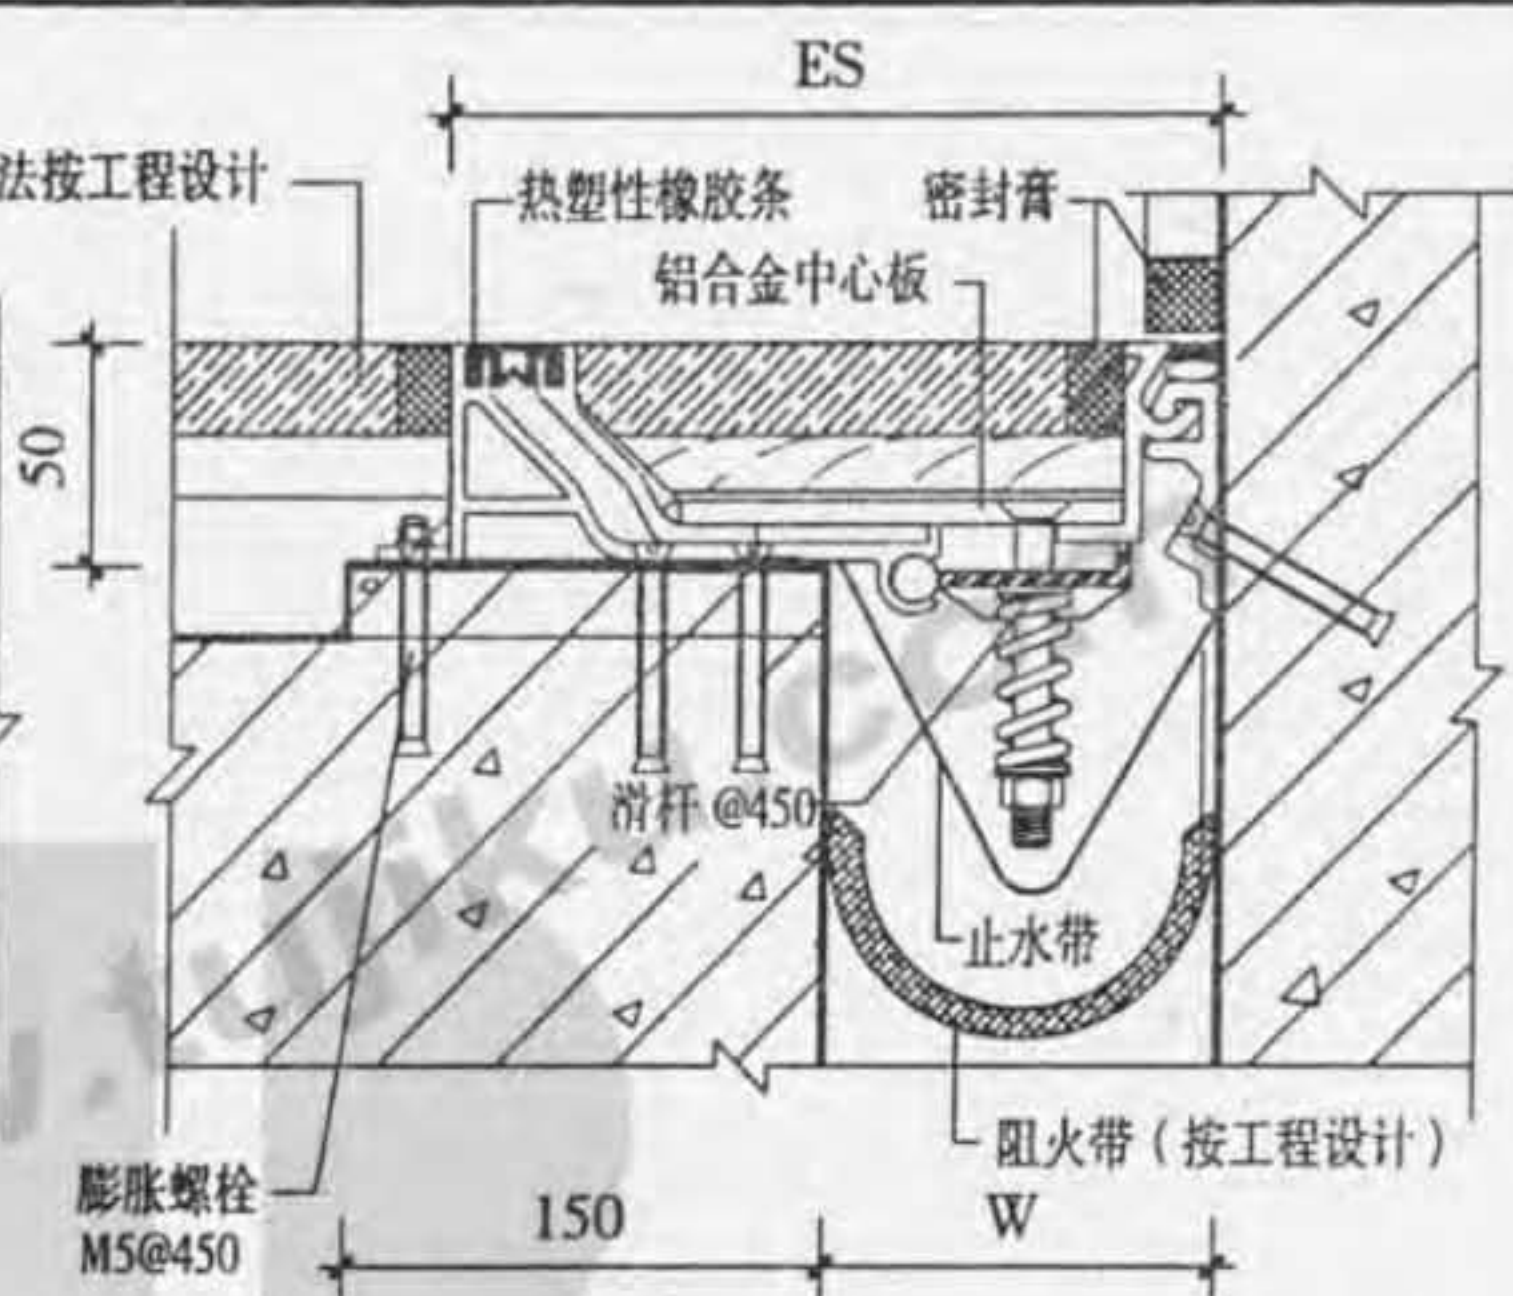 ES
法按工程设计
热塑性橡胶条
密封膏
铝合金中心板
50
滑杆 @450
止水带
阻火带（按工程设计）
膨胀螺栓
M5@450
150
W